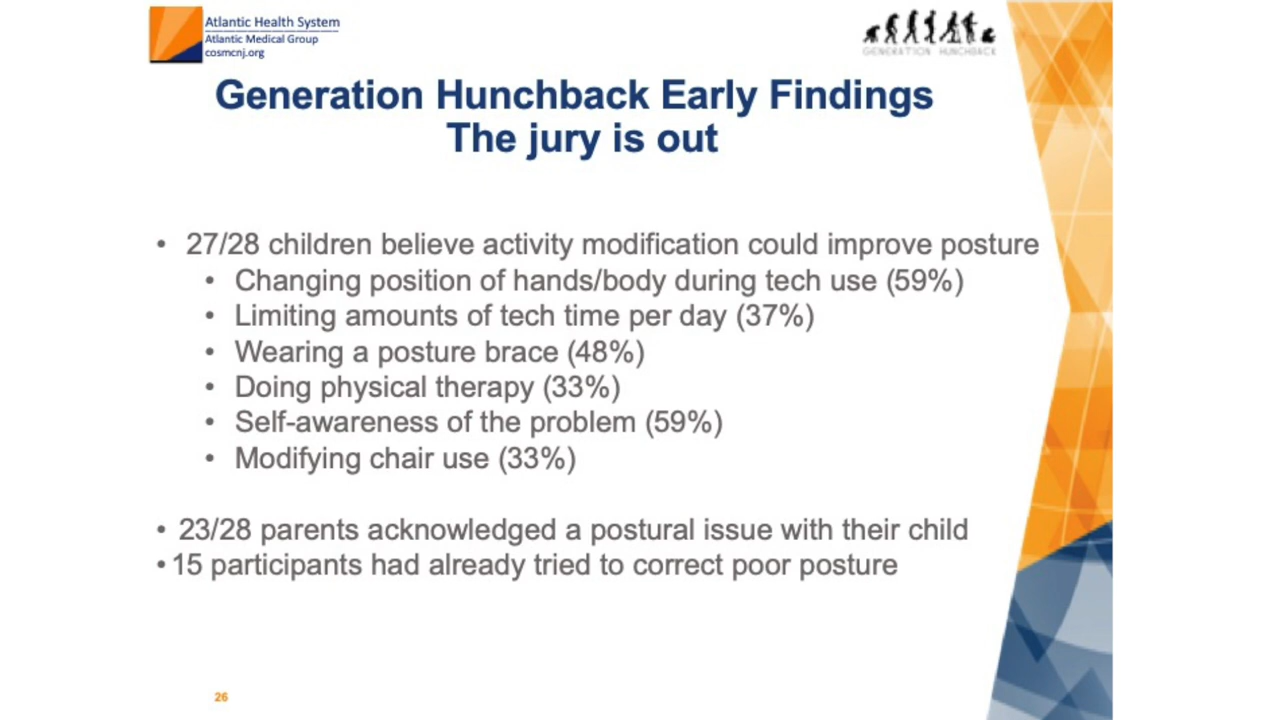 Atlantic Health System
Atlantic Medical Group
cosmcnj.org
GENERATION HUNCHBACK
Generation Hunchback Early Findings
The jury is out
• 27/28 children believe activity modification could improve posture
• Changing position of hands/body during tech use (59%)
• Limiting amounts of tech time per day (37%)
• Wearing a posture brace (48%)
• Doing physical therapy (33%)
• Self-awareness of the problem (59%)
• Modifying chair use (33%)
• 23/28 parents acknowledged a postural issue with their child
• 15 participants had already tried to correct poor posture
26